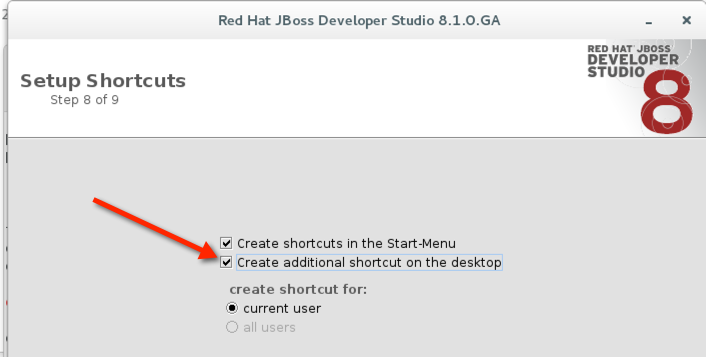 Red Hat JBoss Developer Studio 8.1.0.GA
RED HAT JBOSS
DEVELOPER
STUDIO
8
Setup Shortcuts
Step 8 of 9
Create shortcuts in the Start-Menu
Create additional shortcut on the desktop
create shortcut for:
current user
all users